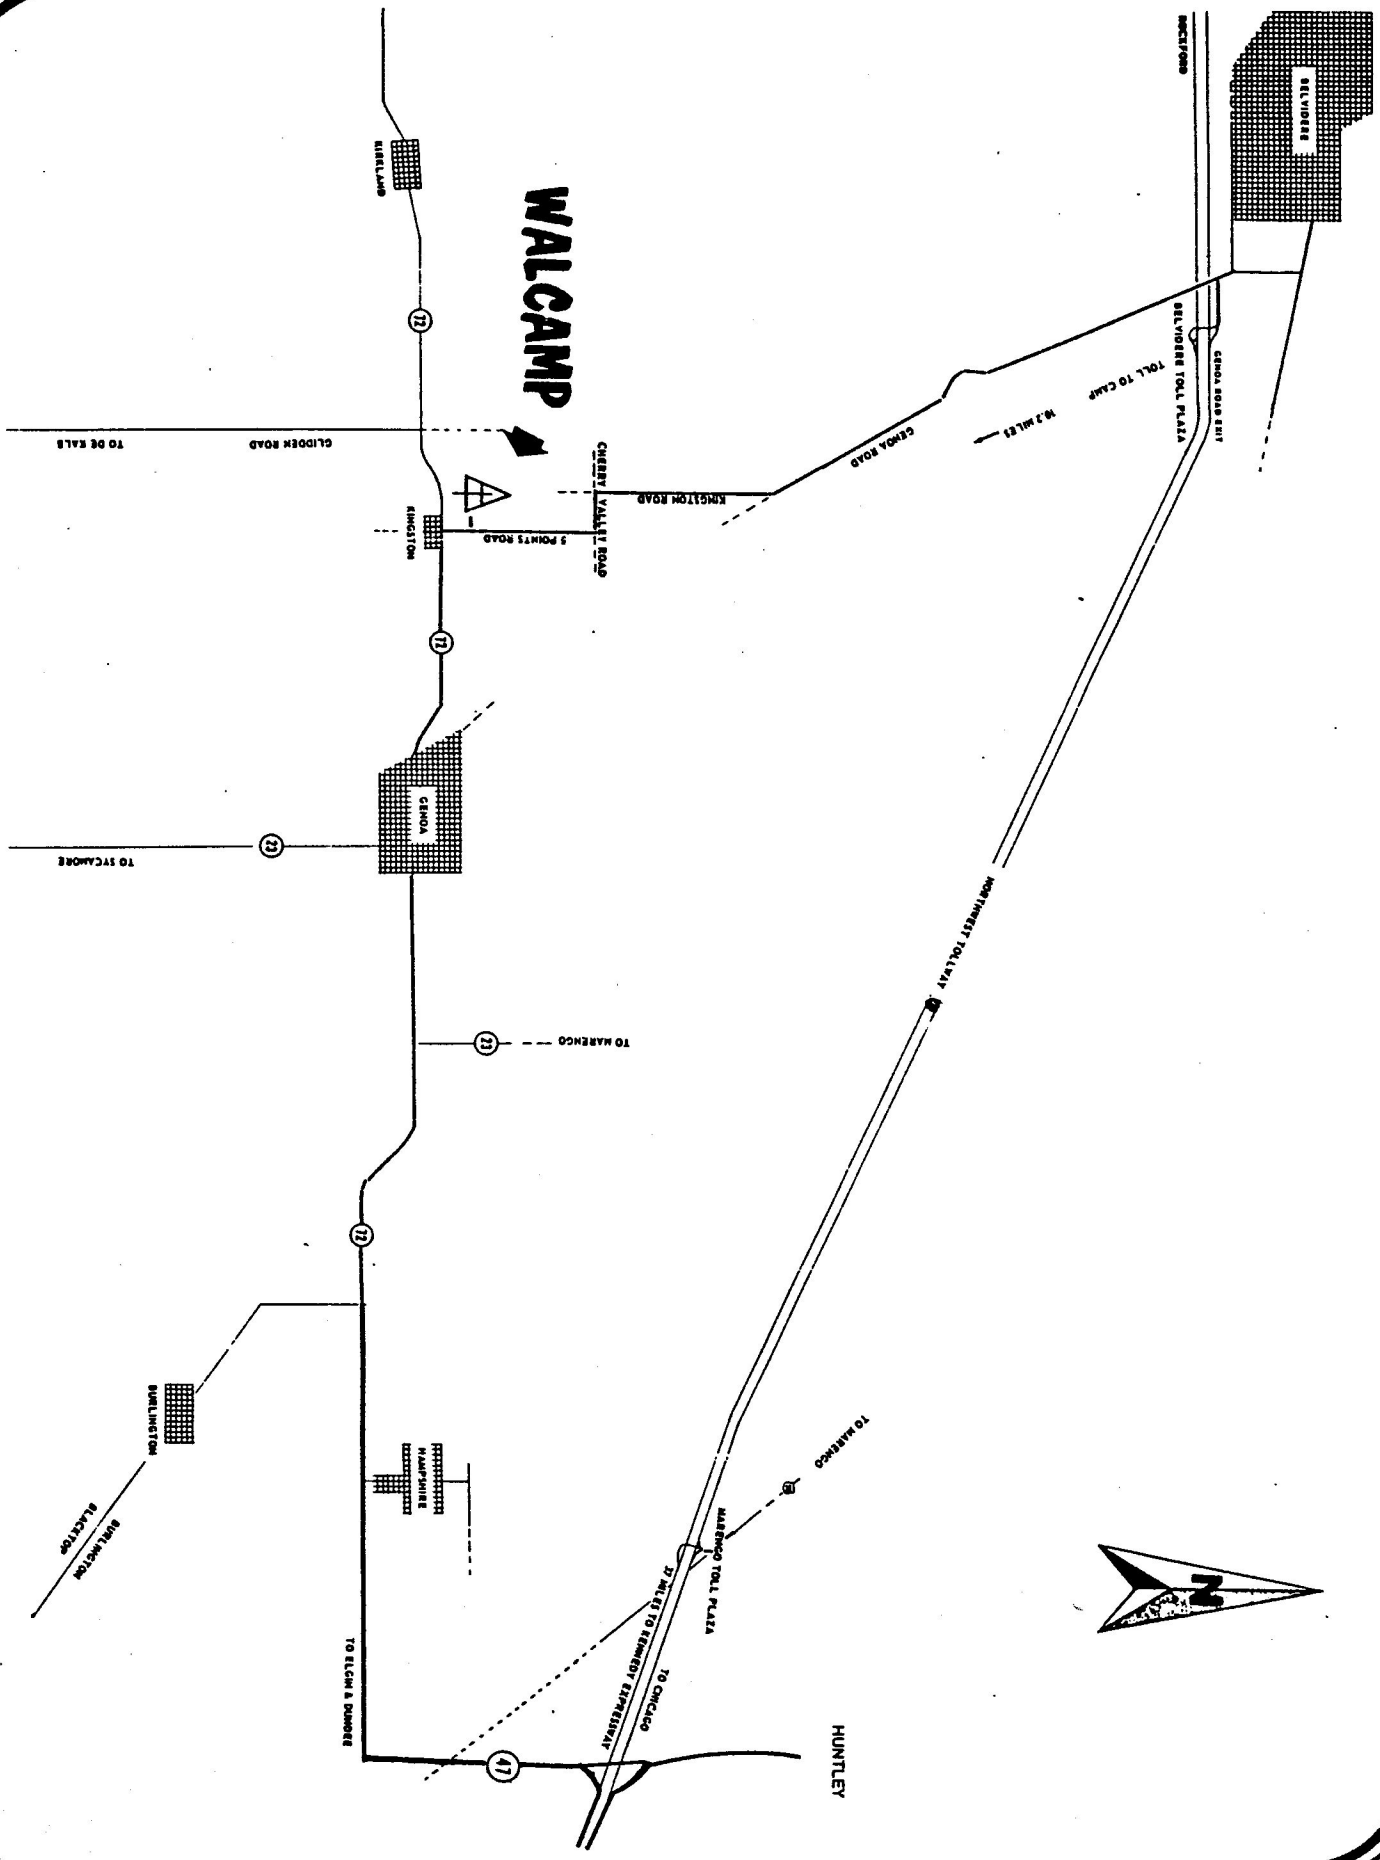 ROCKFORD
BELVIDERE
GENOA ROAD EXIT
BELVIDERE TOLL PLAZA
TOLL TO CAMP
10.2 MILES
GENOA ROAD
KINGSTON ROAD
CHERRY VALLEY ROAD
5 POINTS ROAD
WALCAMP
KIRKLAND
72
GLIDDEN ROAD
TO DE KALB
KINGSTON
72
GENOA
23
TO SYCAMORE
NORTHWEST TOLLWAY
23
TO MARENGO
72
BURLINGTON
BURLINGTON
BLACKTOP
HAMPSHIRE
TO MARENGO
MARENGO TOLL PLAZA
37 MILES TO KENNEDY EXPRESSWAY
TO CHICAGO
TO ELGIN & DUNDEE
47
HUNTLEY
N